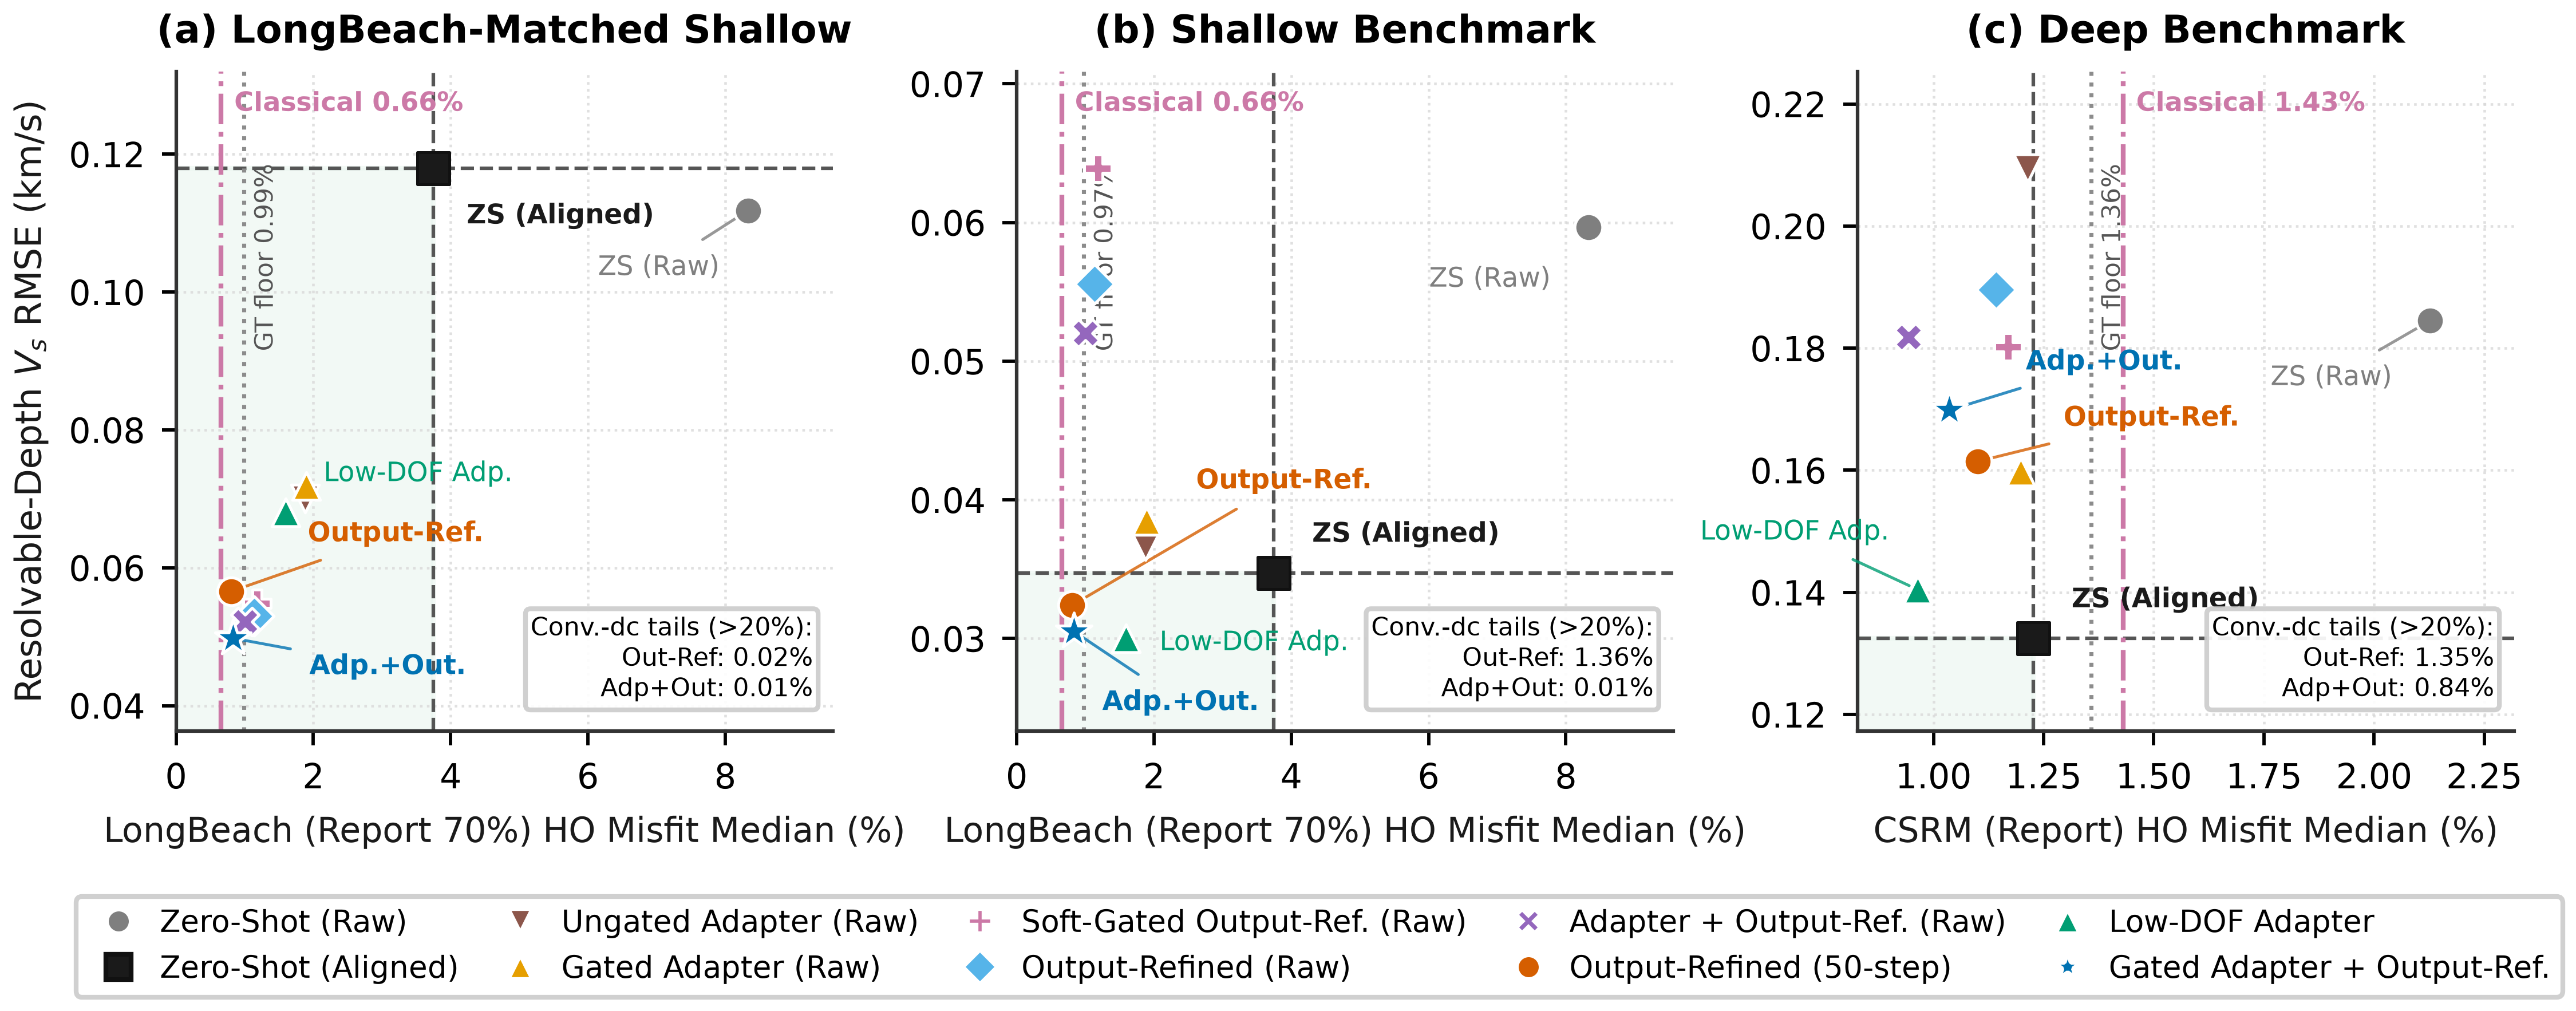 (a) LongBeach-Matched Shallow
Resolvable-Depth Vs RMSE (km/s)
0.12
0.10
0.08
0.06
0.04
Classical 0.66%
GT floor 0.99%
ZS (Aligned)
ZS (Raw)
Low-DOF Adp.
Output-Ref.
Adp.+Out.
Conv.-dc tails (>20%):
Out-Ref: 0.02%
Adp+Out: 0.01%
0
2
4
6
8
LongBeach (Report 70%) HO Misfit Median (%)
(b) Shallow Benchmark
0.07
0.06
0.05
0.04
0.03
Classical 0.66%
GT floor 0.97%
ZS (Raw)
Output-Ref.
ZS (Aligned)
Low-DOF Adp.
Adp.+Out.
Conv.-dc tails (>20%):
Out-Ref: 1.36%
Adp+Out: 0.01%
0
2
4
6
8
LongBeach (Report 70%) HO Misfit Median (%)
(c) Deep Benchmark
0.22
0.20
0.18
0.16
0.14
0.12
Classical 1.43%
GT floor 1.36%
Adp.+Out.
ZS (Raw)
Output-Ref.
Low-DOF Adp.
ZS (Aligned)
Conv.-dc tails (>20%):
Out-Ref: 1.35%
Adp+Out: 0.84%
1.00
1.25
1.50
1.75
2.00
2.25
CSRM (Report) HO Misfit Median (%)
Zero-Shot (Raw)
Zero-Shot (Aligned)
Ungated Adapter (Raw)
Gated Adapter (Raw)
Soft-Gated Output-Ref. (Raw)
Output-Refined (Raw)
Adapter + Output-Ref. (Raw)
Output-Refined (50-step)
Low-DOF Adapter
Gated Adapter + Output-Ref.